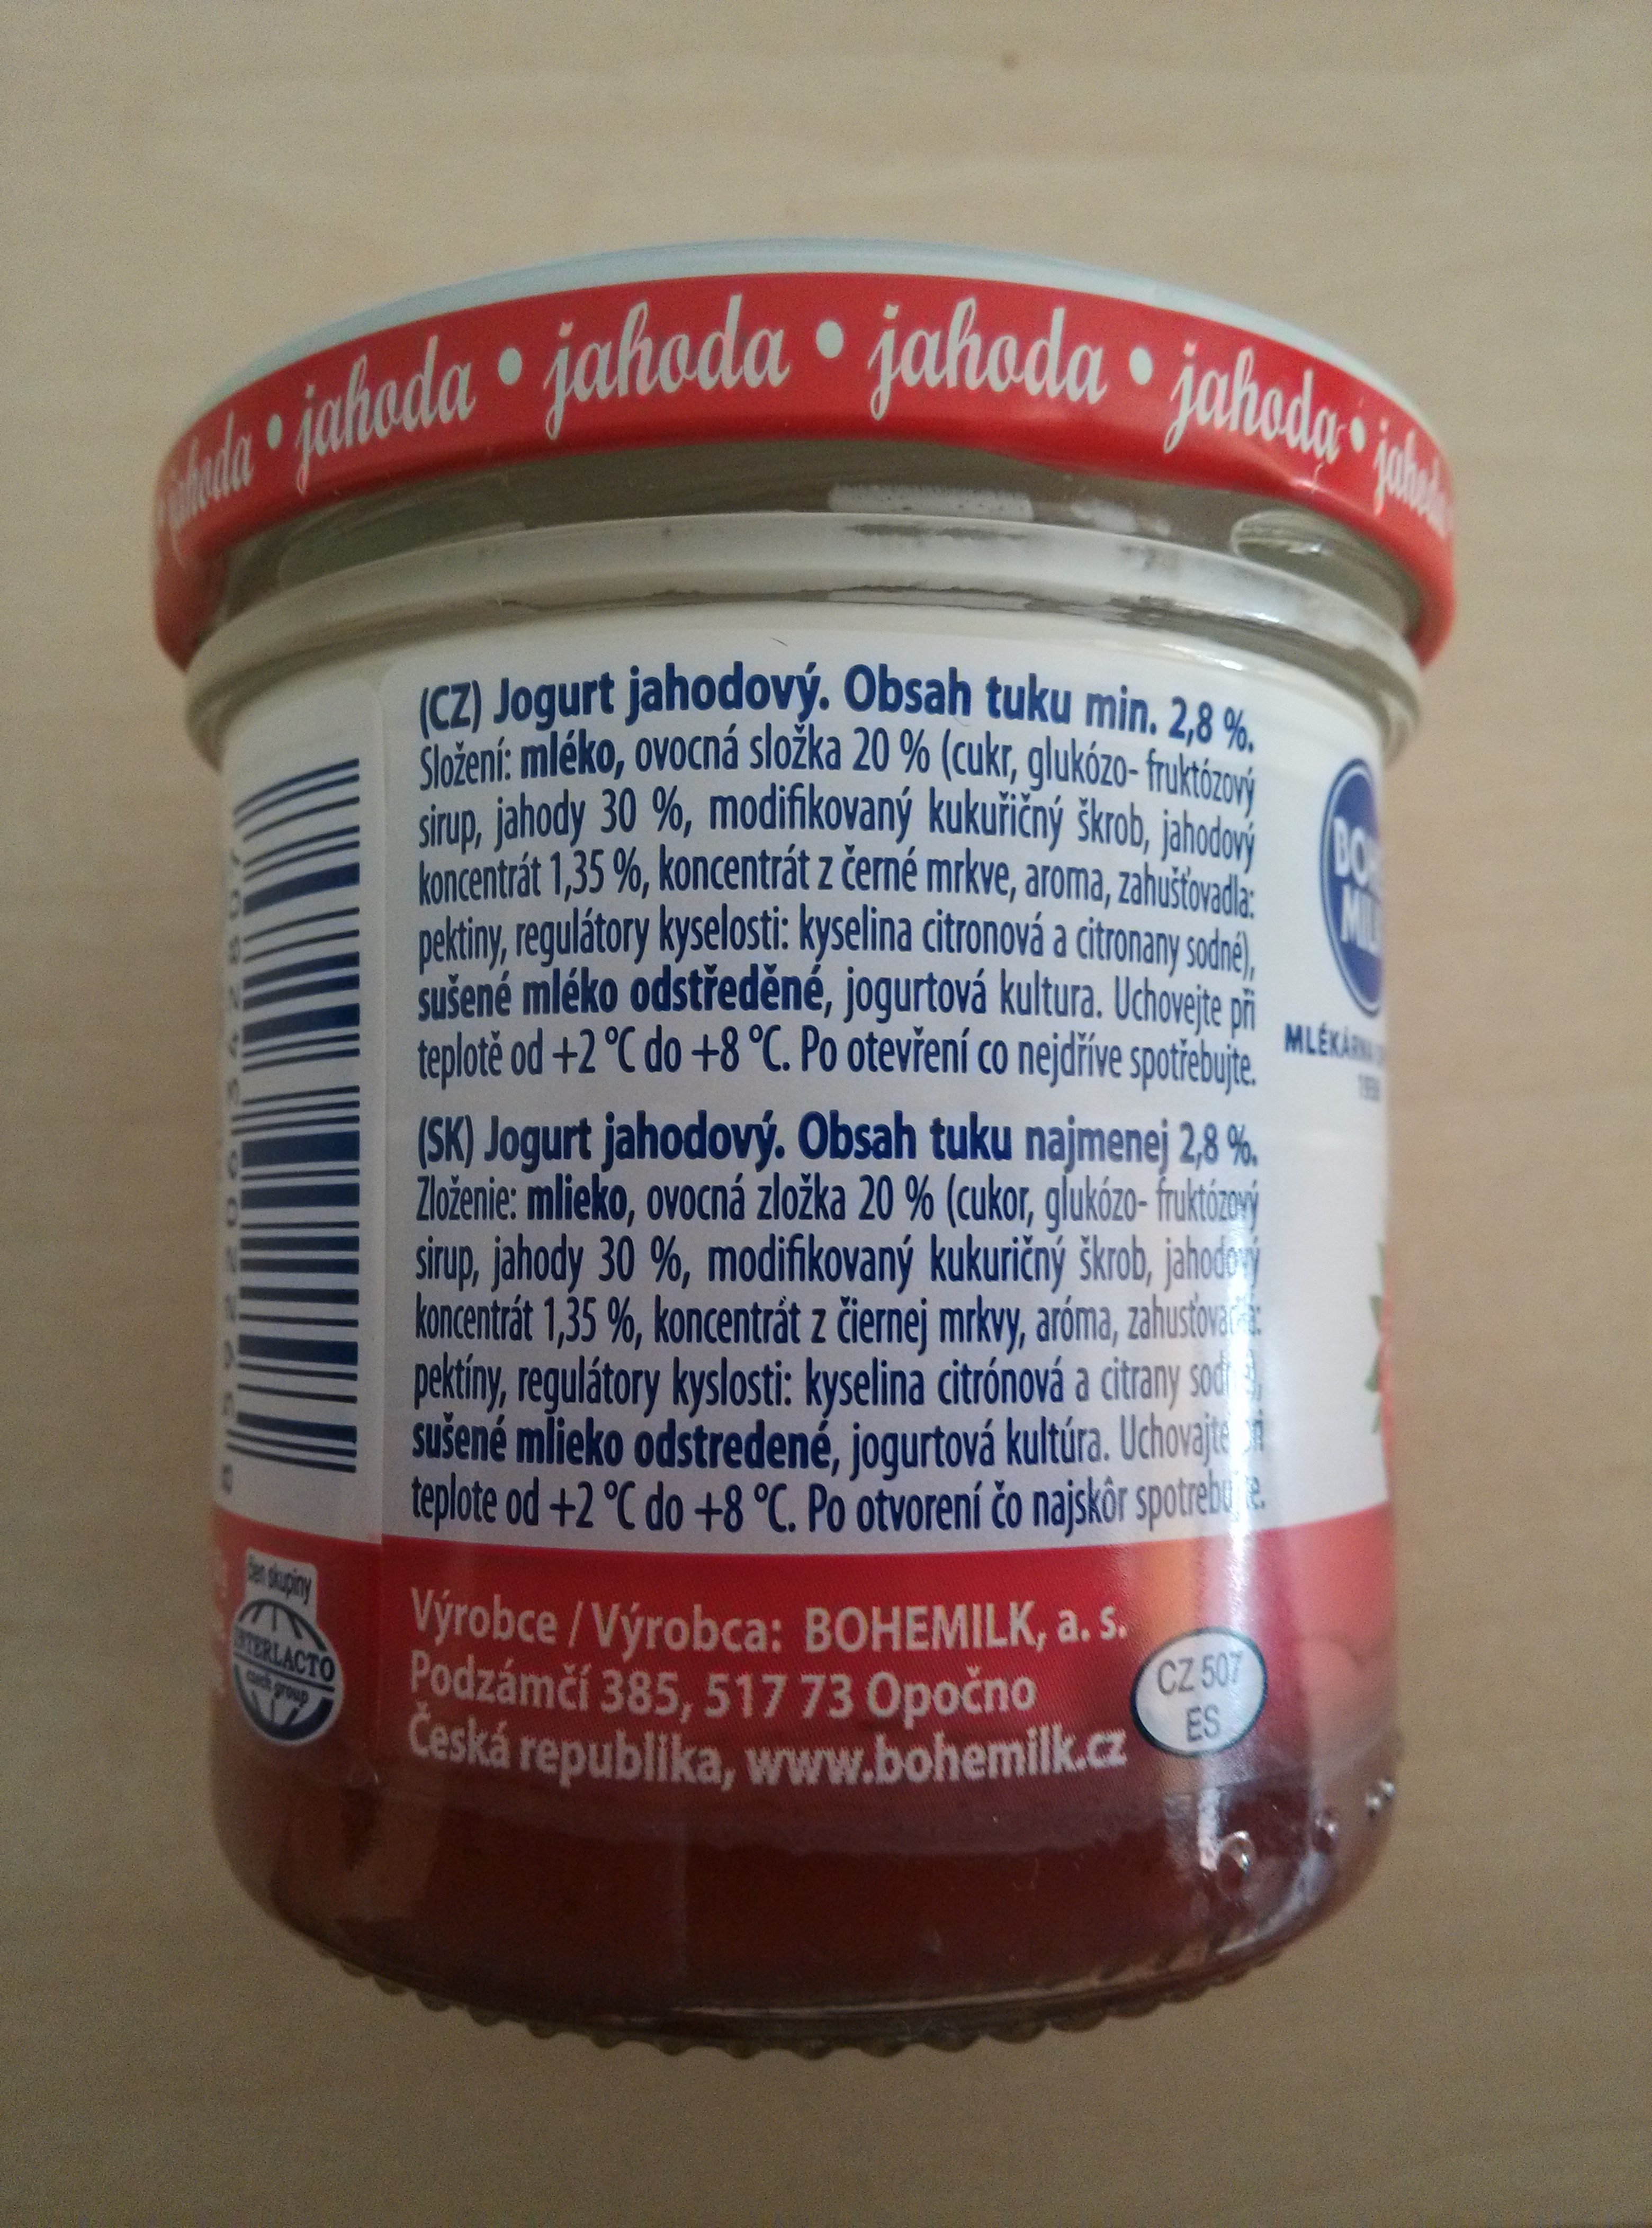 jahoda • jahoda • jahoda • jahoda • jahoda •
(CZ) Jogurt jahodový. Obsah tuku min. 2,8 %.
Složení: mléko, ovocná složka 20 % (cukr, glukózo- fruktózový
sirup, jahody 30 %, modifikovaný kukuřičný škrob, jahodový
koncentrát 1,35 %, koncentrát z černé mrkve, aroma, zahušťovadla:
pektiny, regulátory kyselosti: kyselina citronová a citronany sodné),
sušené mléko odstředěné, jogurtová kultura. Uchovejte při
teplotě od +2 °C do +8 °C. Po otevření co nejdříve spotřebujte.
(SK) Jogurt jahodový. Obsah tuku najmenej 2,8 %.
Zloženie: mlieko, ovocná zložka 20 % (cukor, glukózo- fruktózový
sirup, jahody 30 %, modifikovaný kukuričný škrob, jahodový
koncentrát 1,35 %, koncentrát z čiernej mrkvy, aróma,
pektíny, regulátory kyslosti: kyselina citrónová a citrany
sušené mlieko odstredené, jogurtová kultúra. Uchovajte
teplote od +2 °C do +8 °C. Po otvorení čo najskôr
Výrobce / Výrobca: BOHEMILK, a. s.
Podzámčí 385, 517 73 Opočno
Česká republika, www.bohemilk.cz
CZ 507
ES
člen skupiny
INTERLACTO
czech group